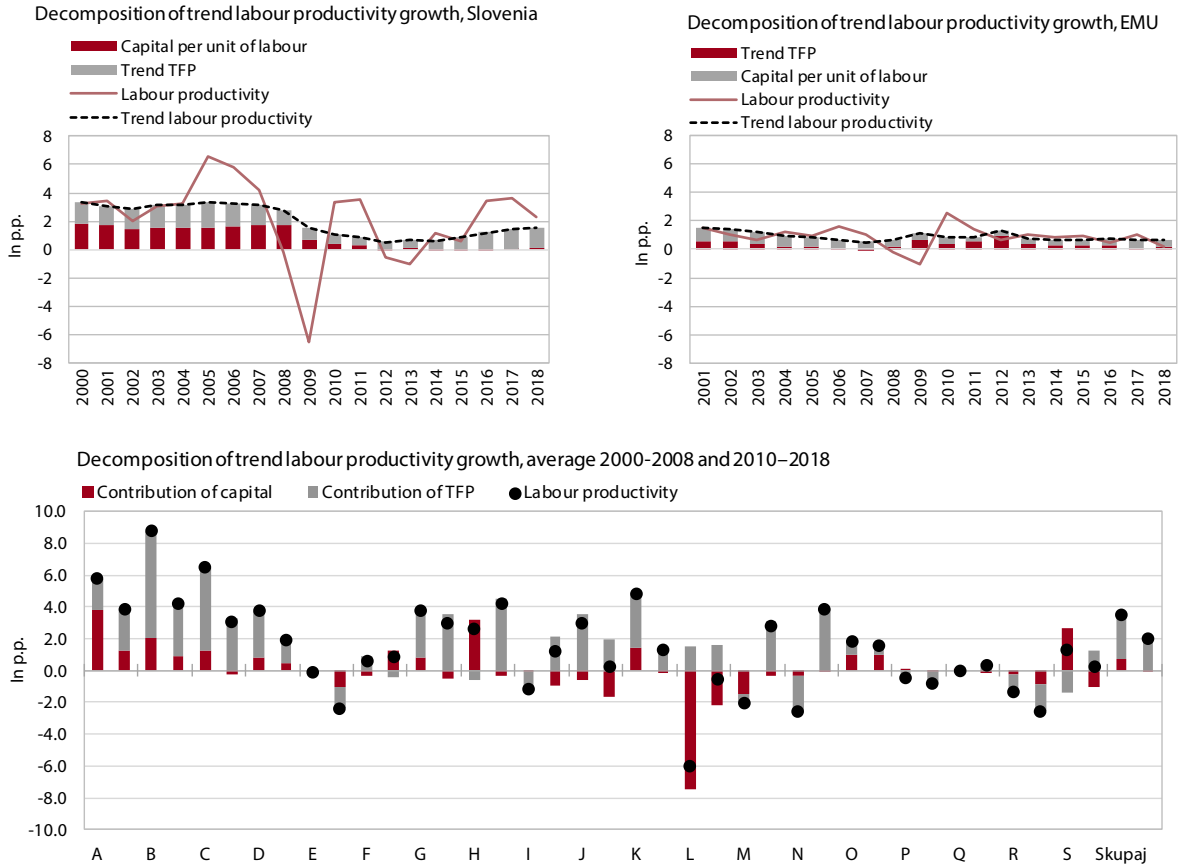 Decomposition of trend labour productivity growth, Slovenia
Capital per unit of labour
Trend TFP
Labour productivity
Trend labour productivity
In p.p.
8
6
4
2
0
-2
-4
-6
-8
2000 2001 2002 2003 2004 2005 2006 2007 2008 2009 2010 2011 2012 2013 2014 2015 2016 2017 2018
Decomposition of trend labour productivity growth, EMU
Trend TFP
Capital per unit of labour
Labour productivity
Trend labour productivity
In p.p.
8
6
4
2
0
-2
-4
-6
-8
2001 2002 2003 2004 2005 2006 2007 2008 2009 2010 2011 2012 2013 2014 2015 2016 2017 2018
Decomposition of trend labour productivity growth, average 2000-2008 and 2010–2018
Contribution of capital Contribution of TFP Labour productivity
In p.p.
10.0
8.0
6.0
4.0
2.0
0.0
-2.0
-4.0
-6.0
-8.0
-10.0
A B C D E F G H I J K L M N O P Q R S Skupaj